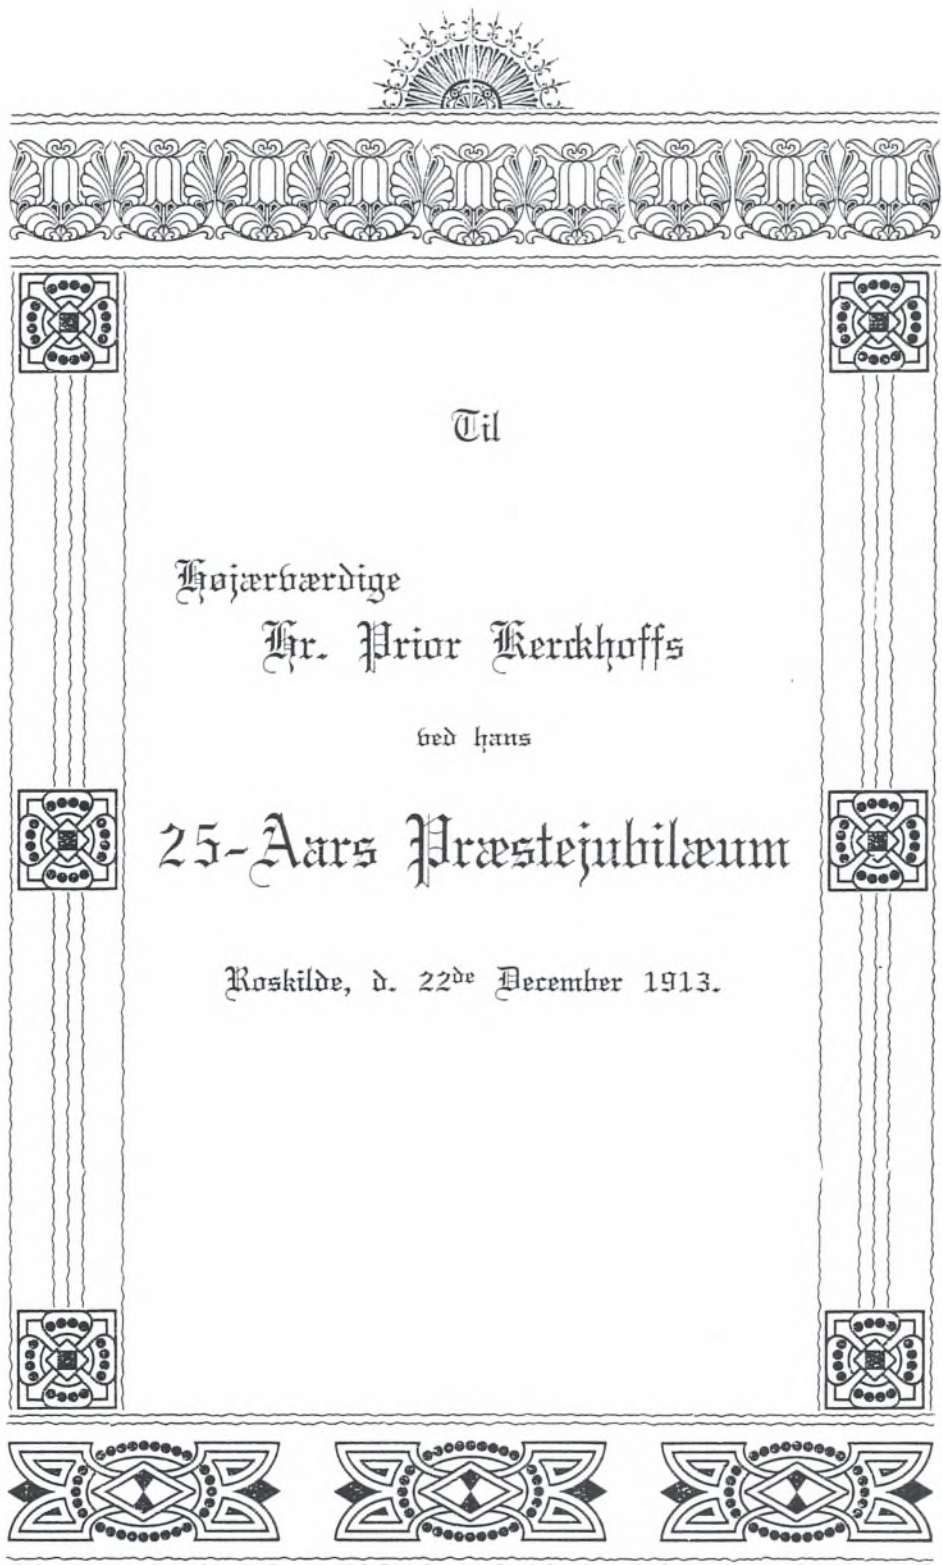 Til
Højærværdige
Hr. Prior Kerckhoffs
ved hans
25-Aars Præstejubilæum
Roskilde, d. 22de December 1913.